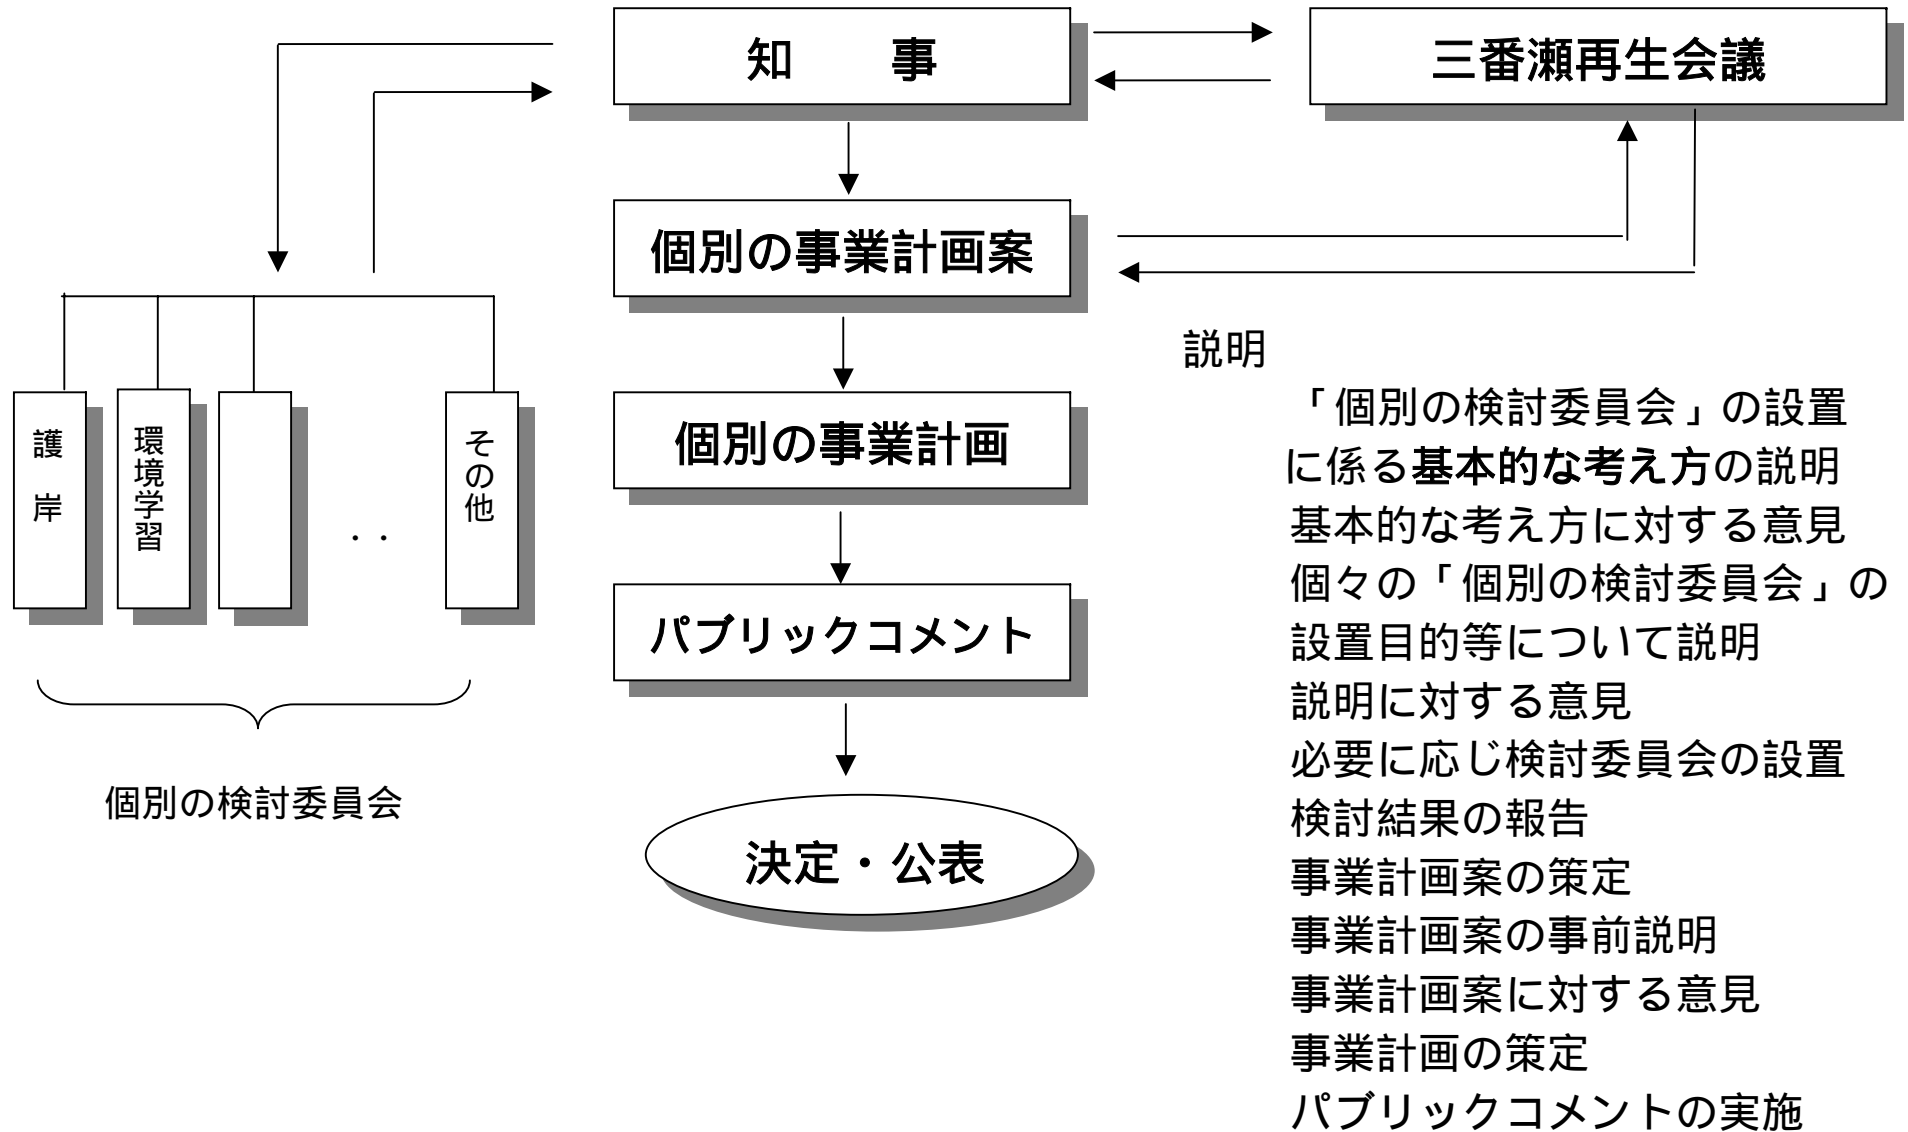 知　事
三番瀬再生会議
個別の事業計画案
個別の事業計画
パブリックコメント
決定・公表
護岸
環境学習
・・
その他
個別の検討委員会
説明
「個別の検討委員会」の設置
に係る基本的な考え方の説明
基本的な考え方に対する意見
個々の「個別の検討委員会」の
設置目的等について説明
説明に対する意見
必要に応じ検討委員会の設置
検討結果の報告
事業計画案の策定
事業計画案の事前説明
事業計画案に対する意見
事業計画の策定
パブリックコメントの実施